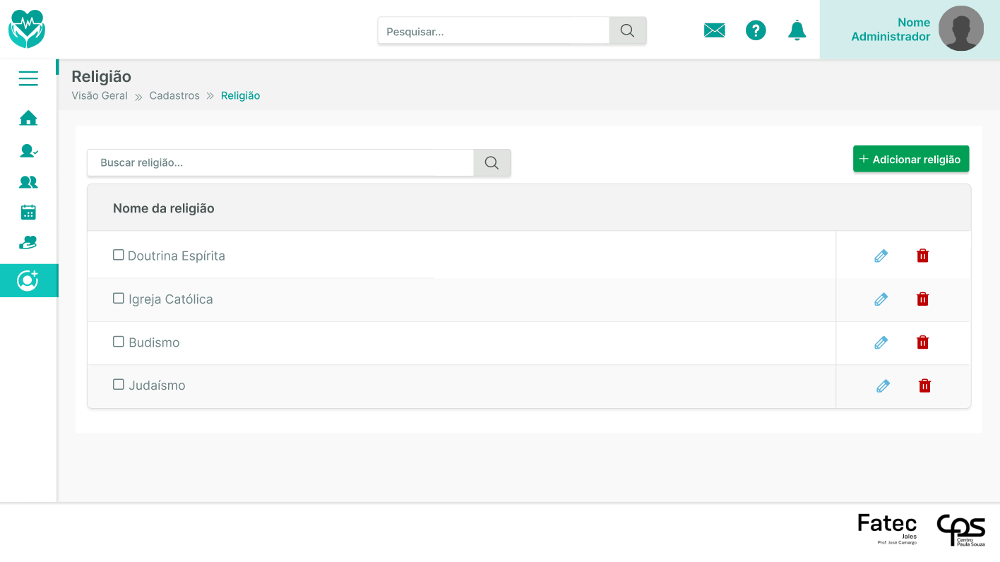 Pesquisar...
Nome
Administrador
Religião
Visão Geral » Cadastros » Religião
Buscar religião...
+ Adicionar religião
Nome da religião
Doutrina Espírita
Igreja Católica
Budismo
Judaísmo
Fatec
Jales
Prof. José Camargo
CPS
Centro
Paula Souza